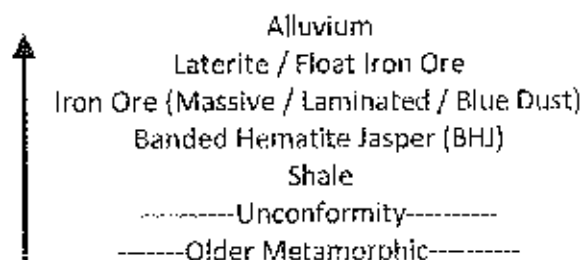 Alluvium
Laterite / Float Iron Ore
Iron Ore (Massive / Laminated / Blue Dust)
Banded Hematite Jasper (BHJ)
Shale
-----------Unconformity----------
-------Older Metamorphic----------